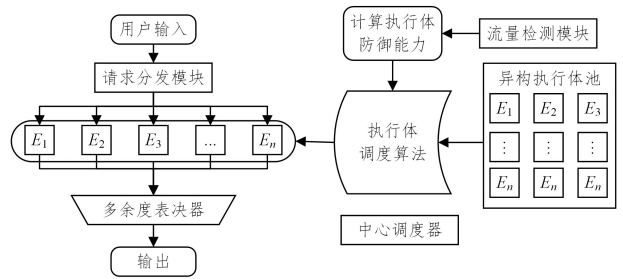 用户输入
请求分发模块
E1 E2 E3 ... En
多余度表决器
输出
计算执行体
防御能力
流量检测模块
执行体
调度算法
中心调度器
异构执行体池
E1 E2 E3
⋮ ⋮ ⋮
En En En